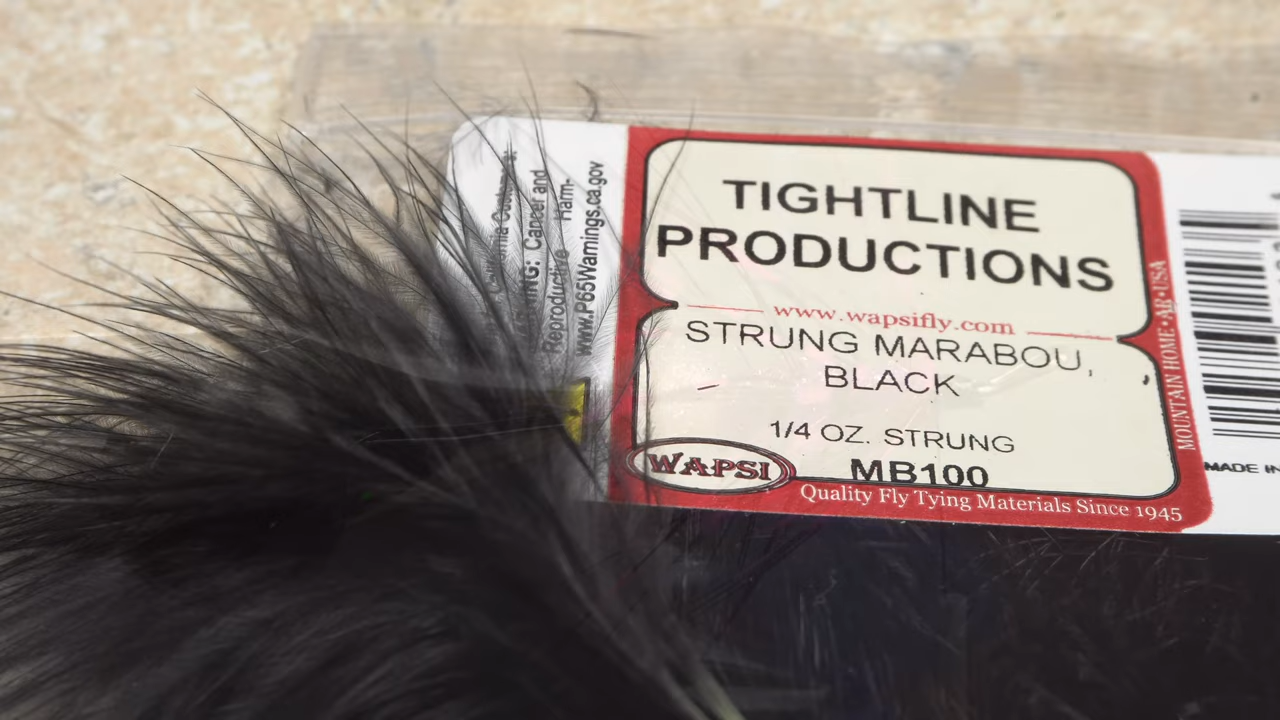 TIGHTLINE
PRODUCTIONS
www.wapsifly.com
STRUNG MARABOU,
BLACK
1/4 OZ. STRUNG
MB100
WAPSI
Quality Fly Tying Materials Since 1945
MOUNTAIN HOME•AR•USA
Cancer and
Reproductive Harm-
www.P65Warnings.ca.gov
MADE IN